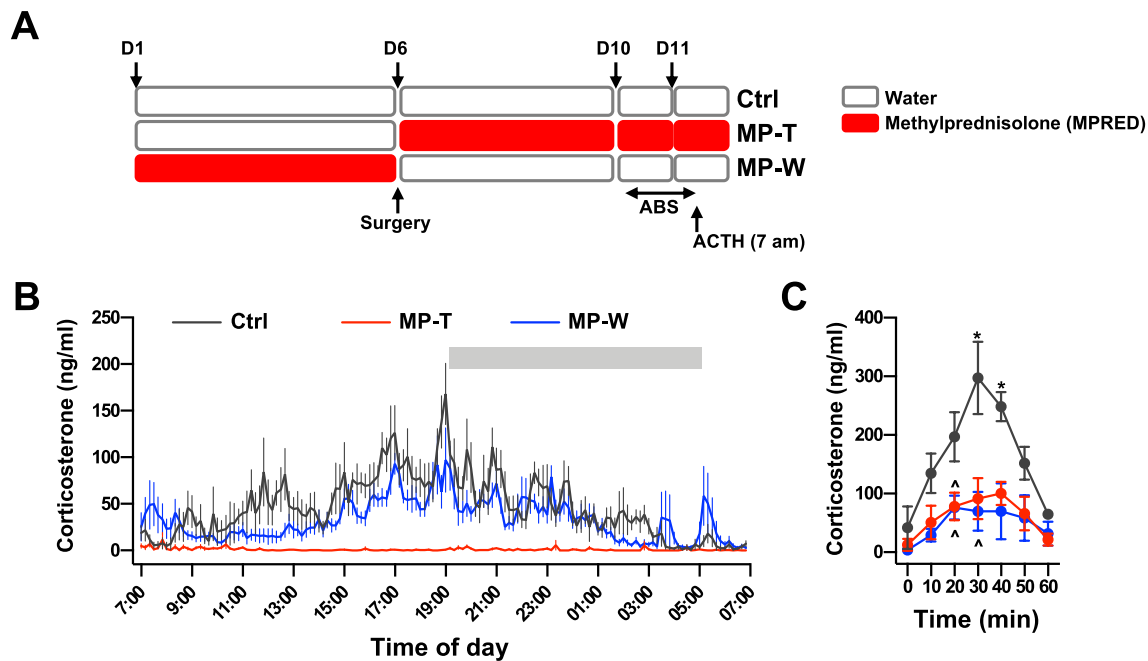 A
D1 D6 D10 D11
Ctrl
MP-T
MP-W
Water
Methylprednisolone (MPRED)
Surgery
ABS
ACTH (7 am)
B
Ctrl MP-T MP-W
Corticosterone (ng/ml)
250
200
150
100
50
0
7:00 9:00 11:00 13:00 15:00 17:00 19:00 21:00 23:00 01:00 03:00 05:00 07:00
Time of day
C
Corticosterone (ng/ml)
400
300
200
100
0
* *
^
^ ^
0 10 20 30 40 50 60
Time (min)